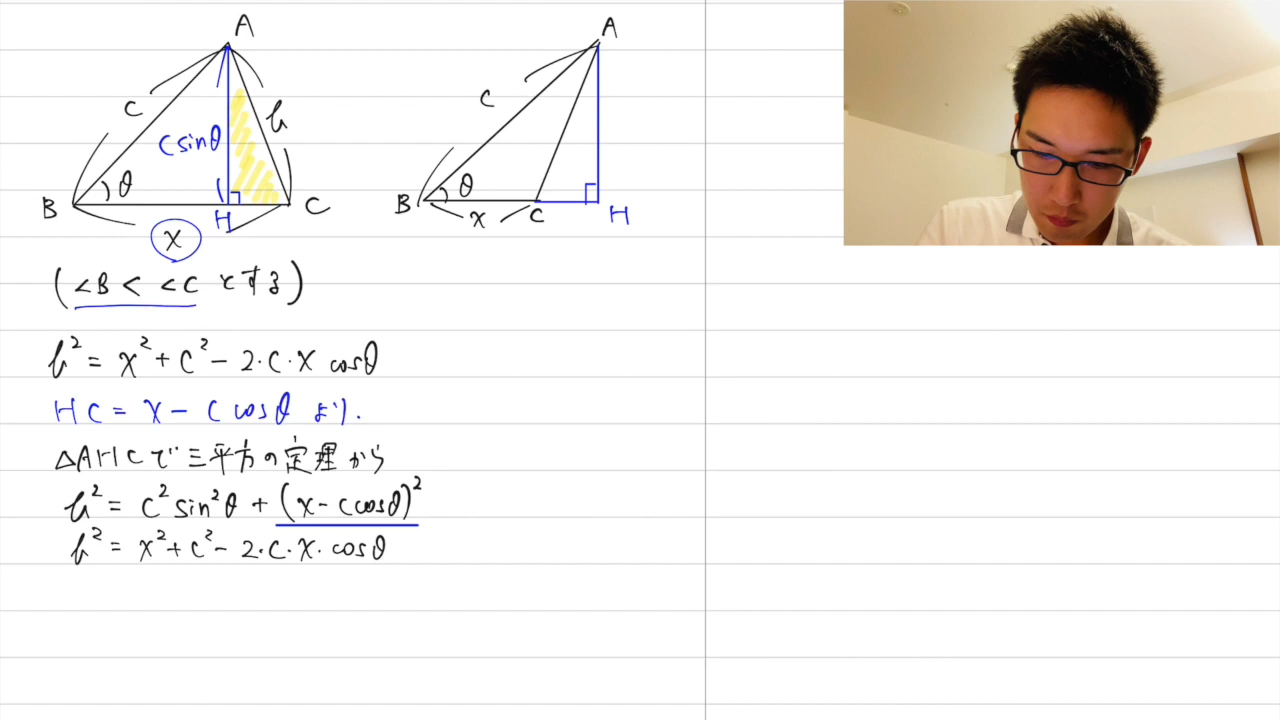 A
A
c
b
c
c sinθ
θ
θ
B
H
C
B
x
C
H
x
(∠B < ∠C とする)
b² = x² + c² - 2・c・x cosθ
HC = x - c cosθ より.
△AHCで三平方の定理から
b² = c² sin²θ + (x - c cosθ)²
b² = x² + c² - 2・c・x・cosθ